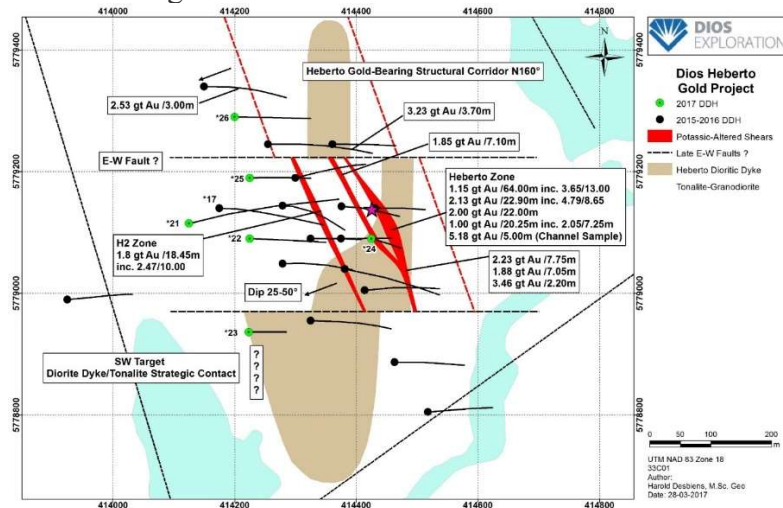 414000
414200
414400
414600
414800
5779400
5779200
5779000
5778800
N
Heberto Gold-Bearing Structural Corridor N160°
2.53 gt Au /3.00m
3.23 gt Au /3.70m
1.85 gt Au /7.10m
*26
E-W Fault ?
*25
*17
*21
*22
*24
*23
Heberto Zone
1.15 gt Au /64.00m inc. 3.65/13.00
2.13 gt Au /22.90m inc. 4.79/8.65
2.00 gt Au /22.00m
1.00 gt Au /20.25m inc. 2.05/7.25m
5.18 gt Au /5.00m (Channel Sample)
H2 Zone
1.8 gt Au /18.45m
inc. 2.47/10.00
2.23 gt Au /7.75m
1.88 gt Au /7.05m
3.46 gt Au /2.20m
Dip 25-50°
?
?
?
?
SW Target
Diorite Dyke/Tonalite Strategic Contact
414000
414200
414400
414600
414800
DIOS
EXPLORATION
Dios Heberto
Gold Project
2017 DDH
2015-2016 DDH
Potassic-Altered Shears
Late E-W Faults ?
Heberto Dioritic Dyke
Tonalite-Granodiorite
0 50 100 200
m
UTM NAD 83 Zone 18
33C01
Author:
Harold Desbiens, M.Sc. Geo
Date: 28-03-2017